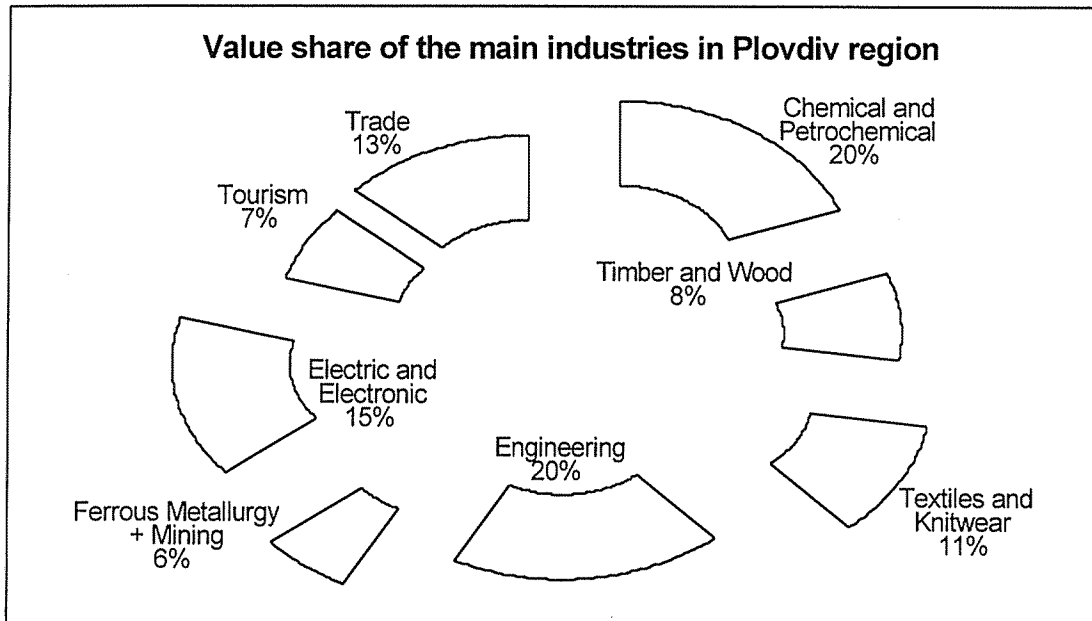 Value share of the main industries in Plovdiv region
Chemical and
Petrochemical
20%
Trade
13%
Tourism
7%
Timber and Wood
8%
Electric and
Electronic
15%
Engineering
20%
Textiles and
Knitwear
11%
Ferrous Metallurgy
+ Mining
6%